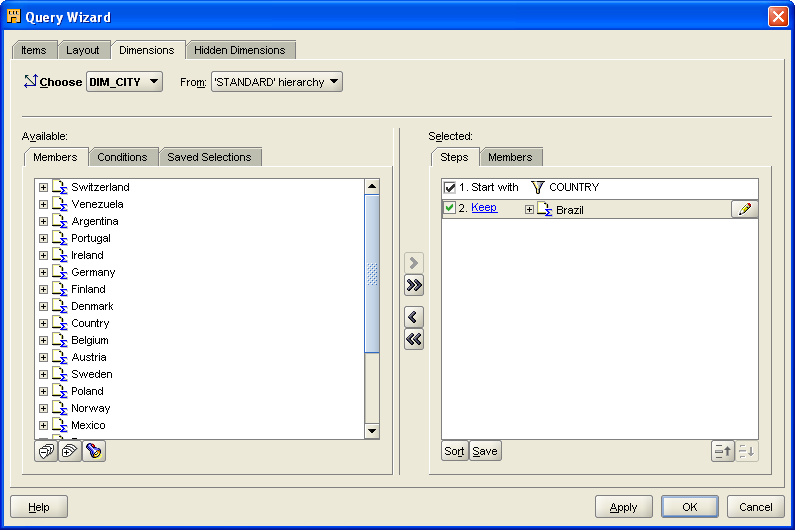 Query Wizard
Items Layout Dimensions Hidden Dimensions
Choose DIM_CITY From: 'STANDARD' hierarchy
Available:
Members Conditions Saved Selections
Switzerland
Venezuela
Argentina
Portugal
Ireland
Germany
Finland
Denmark
Country
Belgium
Austria
Sweden
Poland
Norway
Mexico
Selected:
Steps Members
1. Start with COUNTRY
2. Keep Brazil
Sort Save
Help Apply OK Cancel